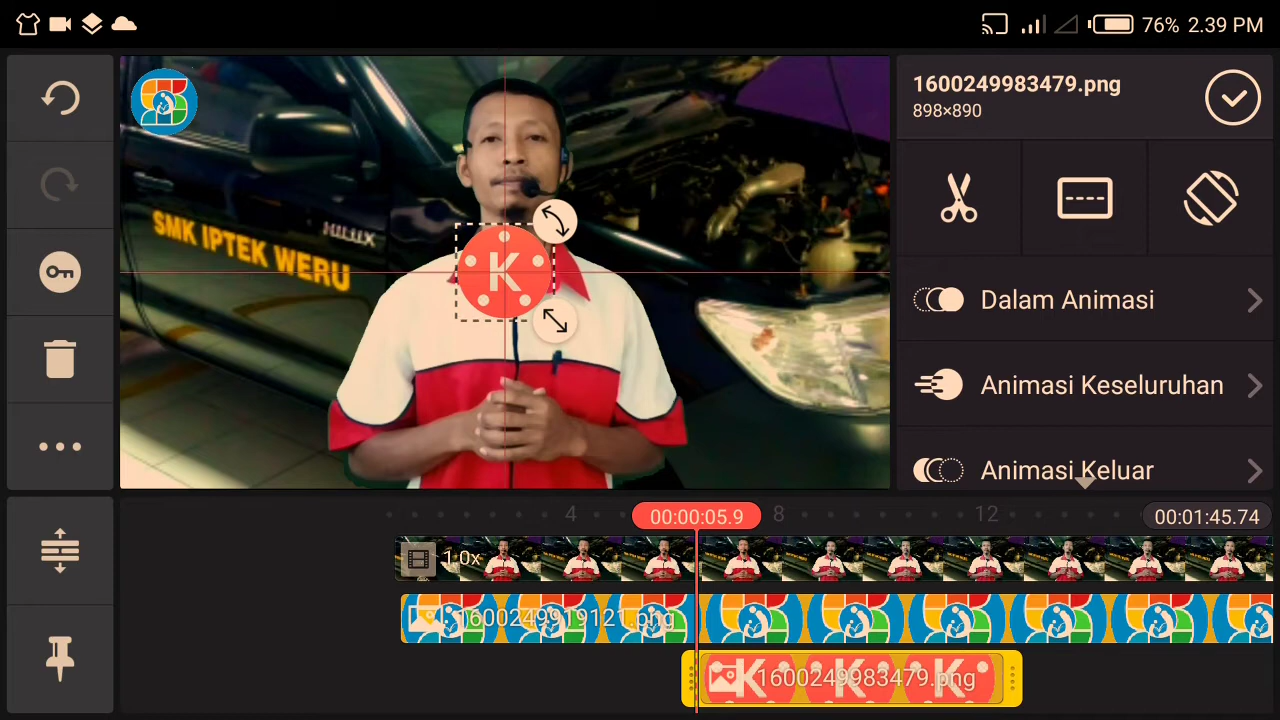 76% 2.39 PM
1600249983479.png
898×890
SMK IPTEK WERU
HILUX
K
Dalam Animasi
Animasi Keseluruhan
Animasi Keluar
4
00:00:05.9
8
12
00:01:45.74
1.0x
1600249919121.png
K K K
1600249983479.png